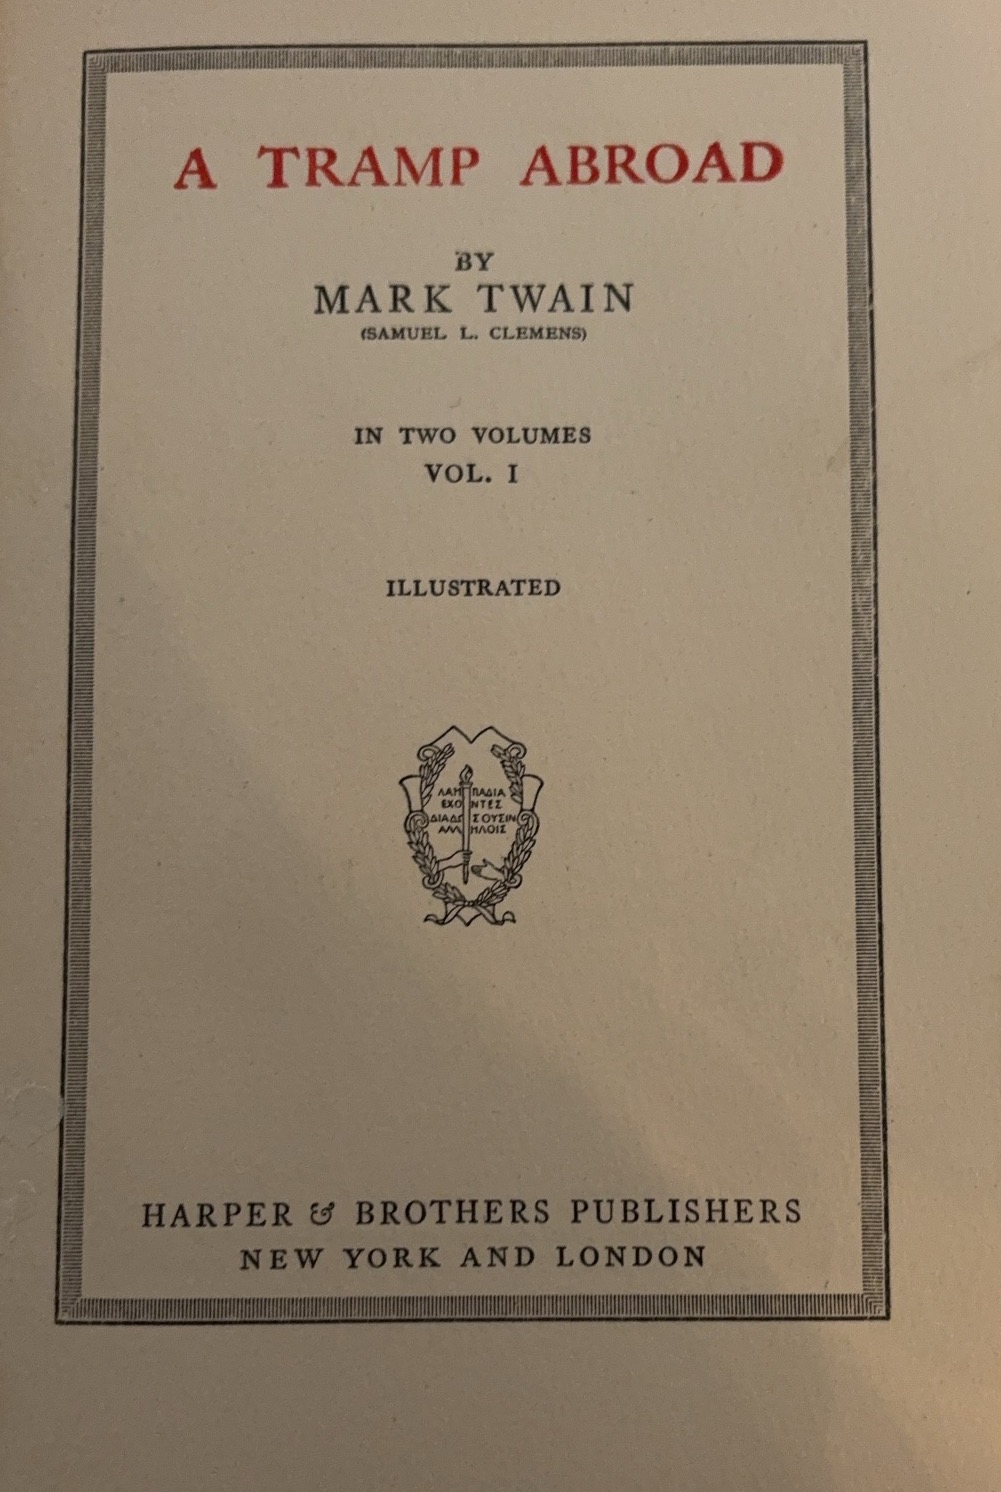 A TRAMP ABROAD
BY
MARK TWAIN
(SAMUEL L. CLEMENS)
IN TWO VOLUMES
VOL. I
ILLUSTRATED
ΛΑΜΠΑΔΙΑ
ΕΧΟΝΤΕΣ
ΔΙΑΔΩΣΟΥΣΙΝ
ΑΛΛΗΛΟΙΣ
HARPER & BROTHERS PUBLISHERS
NEW YORK AND LONDON